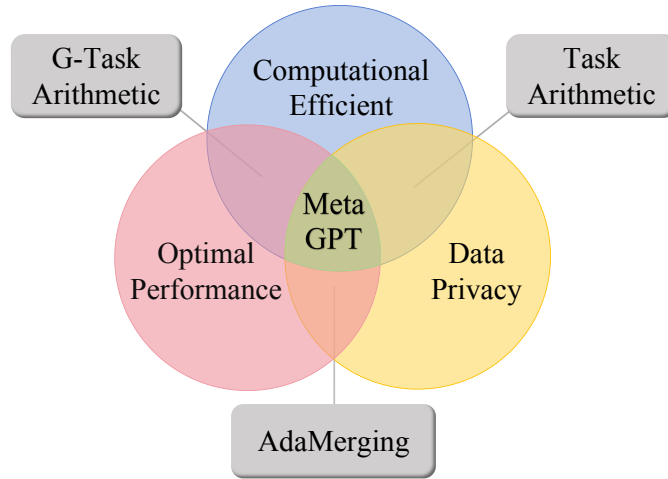 G-Task
Arithmetic
Computational
Efficient
Task
Arithmetic
Meta
GPT
Optimal
Performance
Data
Privacy
AdaMerging